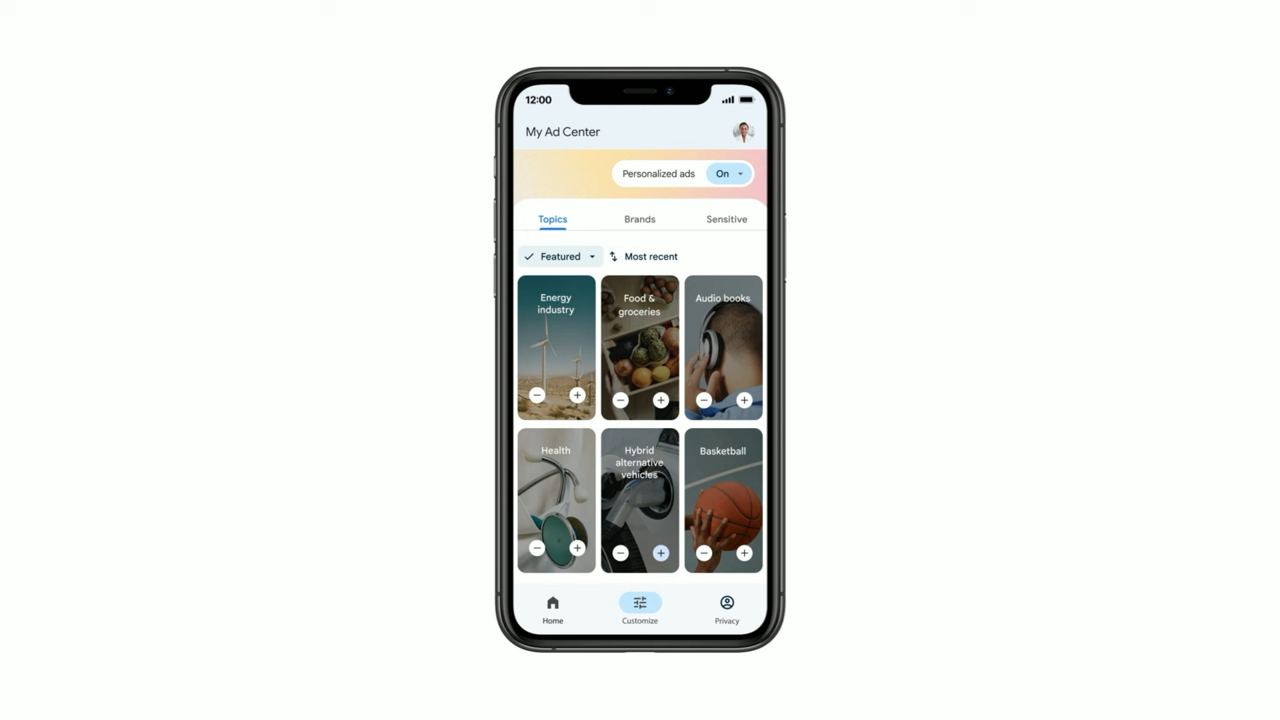 12:00
My Ad Center
Personalized ads On
Topics Brands Sensitive
Featured Most recent
Energy
industry
Food &
groceries
Audio books
Health
Hybrid
alternative
vehicles
Basketball
Home Customize Privacy